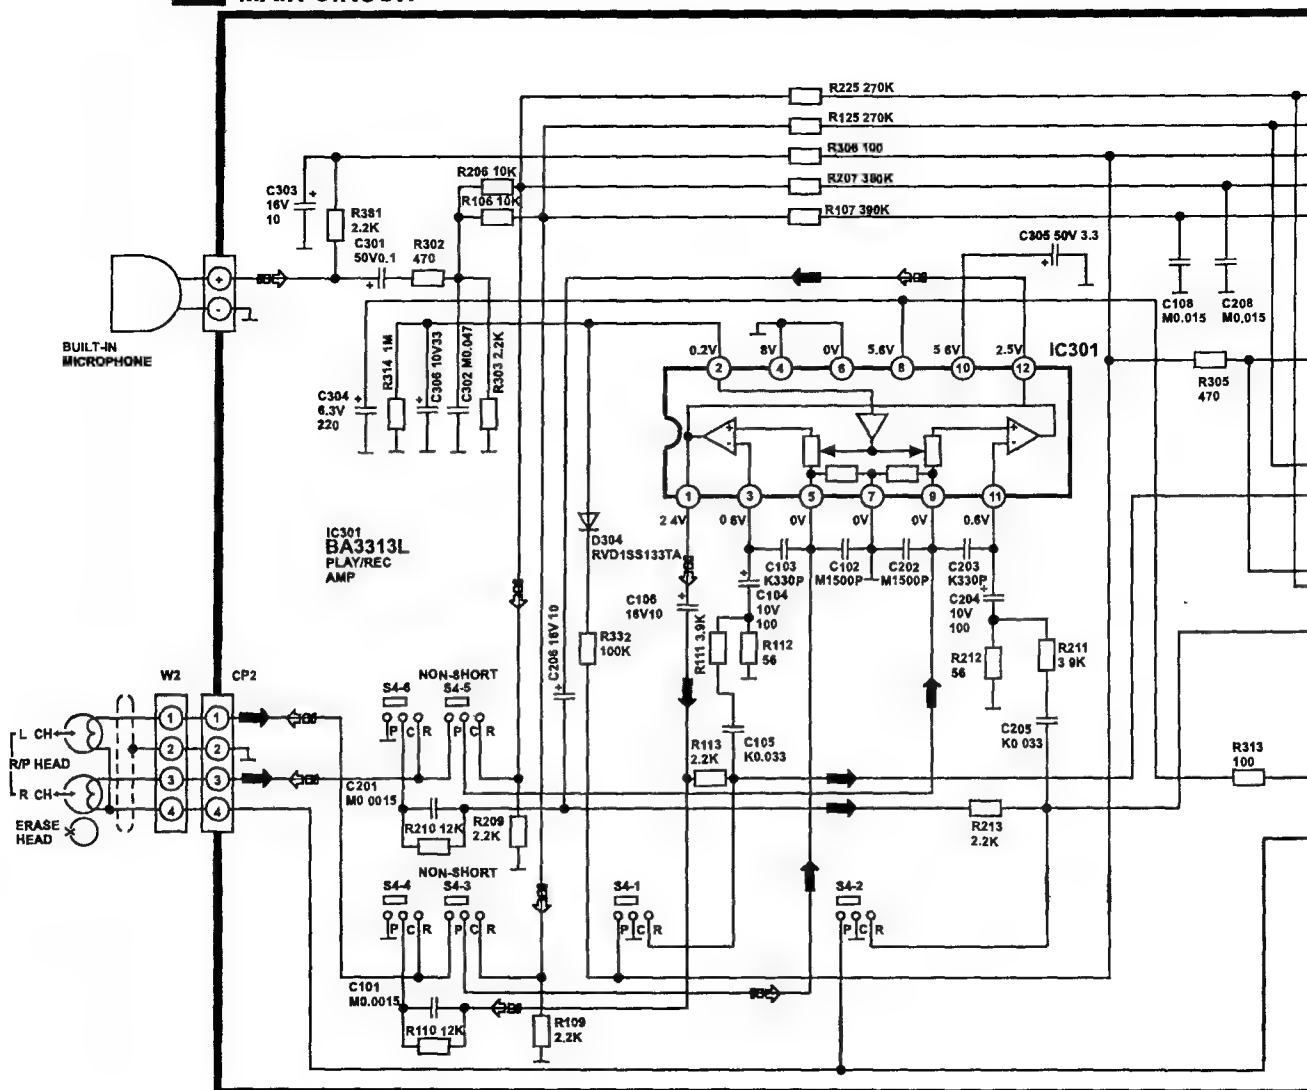 R225 270K
R125 270K
R306 100
R207 390K
R107 390K
R206 10K
R106 10K
C303
16V
10
R381
2.2K
C301
50V0.1
R302
470
C305 50V 3.3
C108
M0.015
C208
M0.015
BUILT-IN
MICROPHONE
+
-
R314 1M
C306 10V33
C302 M0.047
R303 2.2K
C304
6.3V
220
0.2V
8V
0V
5.6V
5 6V
2.5V
IC301
2
4
6
8
10
12
R305
470
1
3
5
7
9
11
2 4V
0 6V
0V
0V
0V
0.6V
IC301
BA3313L
PLAY/REC
AMP
D304
RVD1SS133TA
C103
K330P
C102
M1500P
C202
M1500P
C203
K330P
C106
16V10
C104
10V
100
C204
10V
100
C206 16V 10
R332
100K
R111 3.9K
R112
56
R212
56
R211
3 9K
W2
CP2
NON-SHORT
S4-6
S4-5
P C R
P C R
L CH
R/P HEAD
R CH
ERASE
HEAD
1
2
3
4
1
2
3
4
C201
M0 0015
R210 12K
R209
2.2K
R113
2.2K
C105
K0.033
C205
K0 033
R213
2.2K
R313
100
NON-SHORT
S4-4
S4-3
P C R
P C R
S4-1
P C R
S4-2
P C R
C101
M0.0015
R110 12K
R109
2.2K